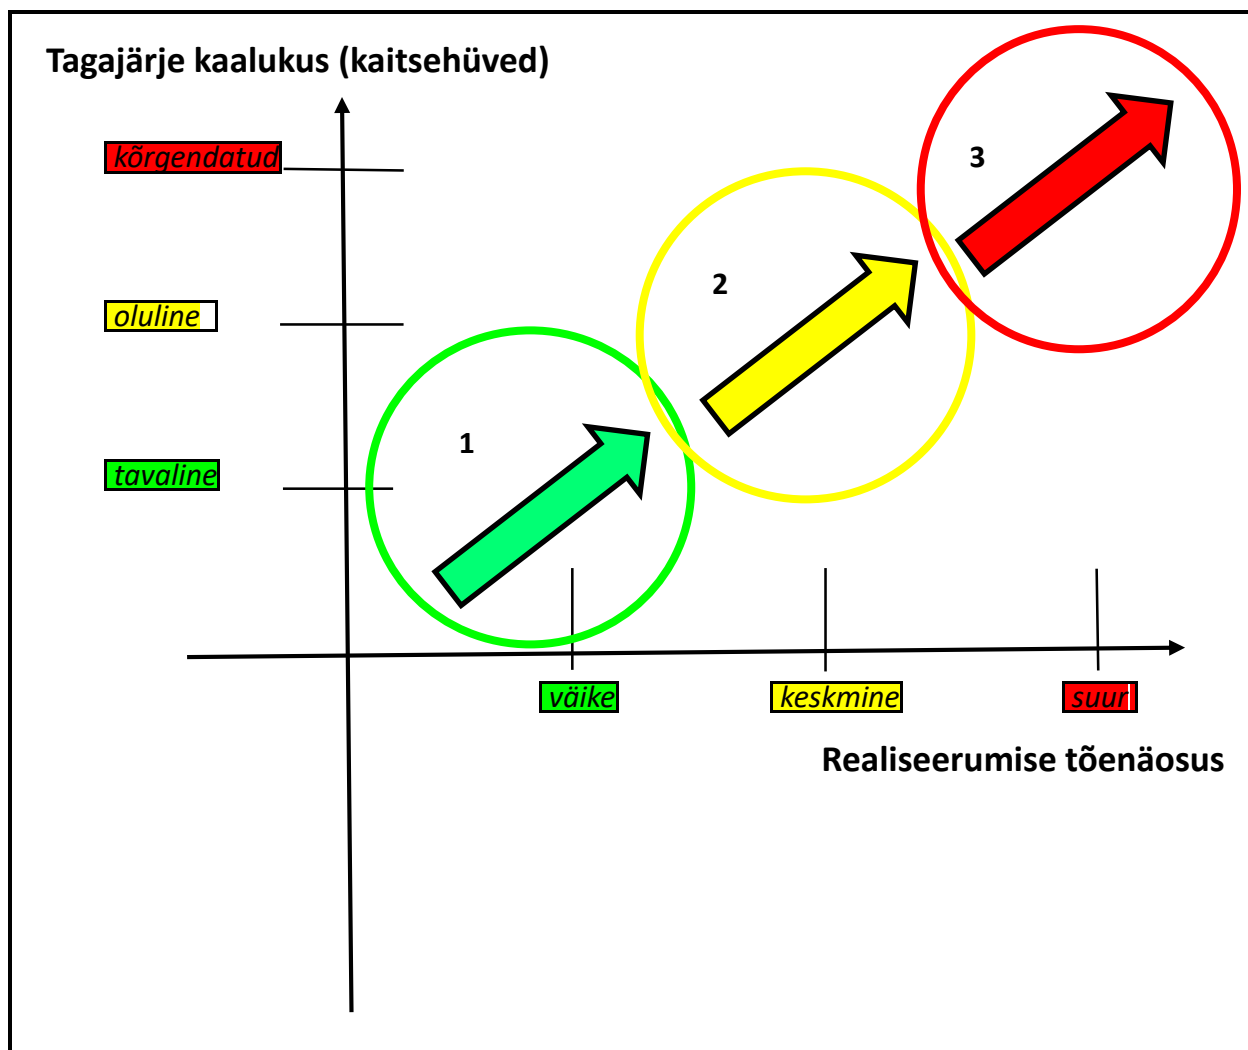 Tagajärje kaalukus (kaitsehüved)
kõrgendatud
3
2
oluline
1
tavaline
väike
keskmine
suur
Realiseerumise tõenäosus